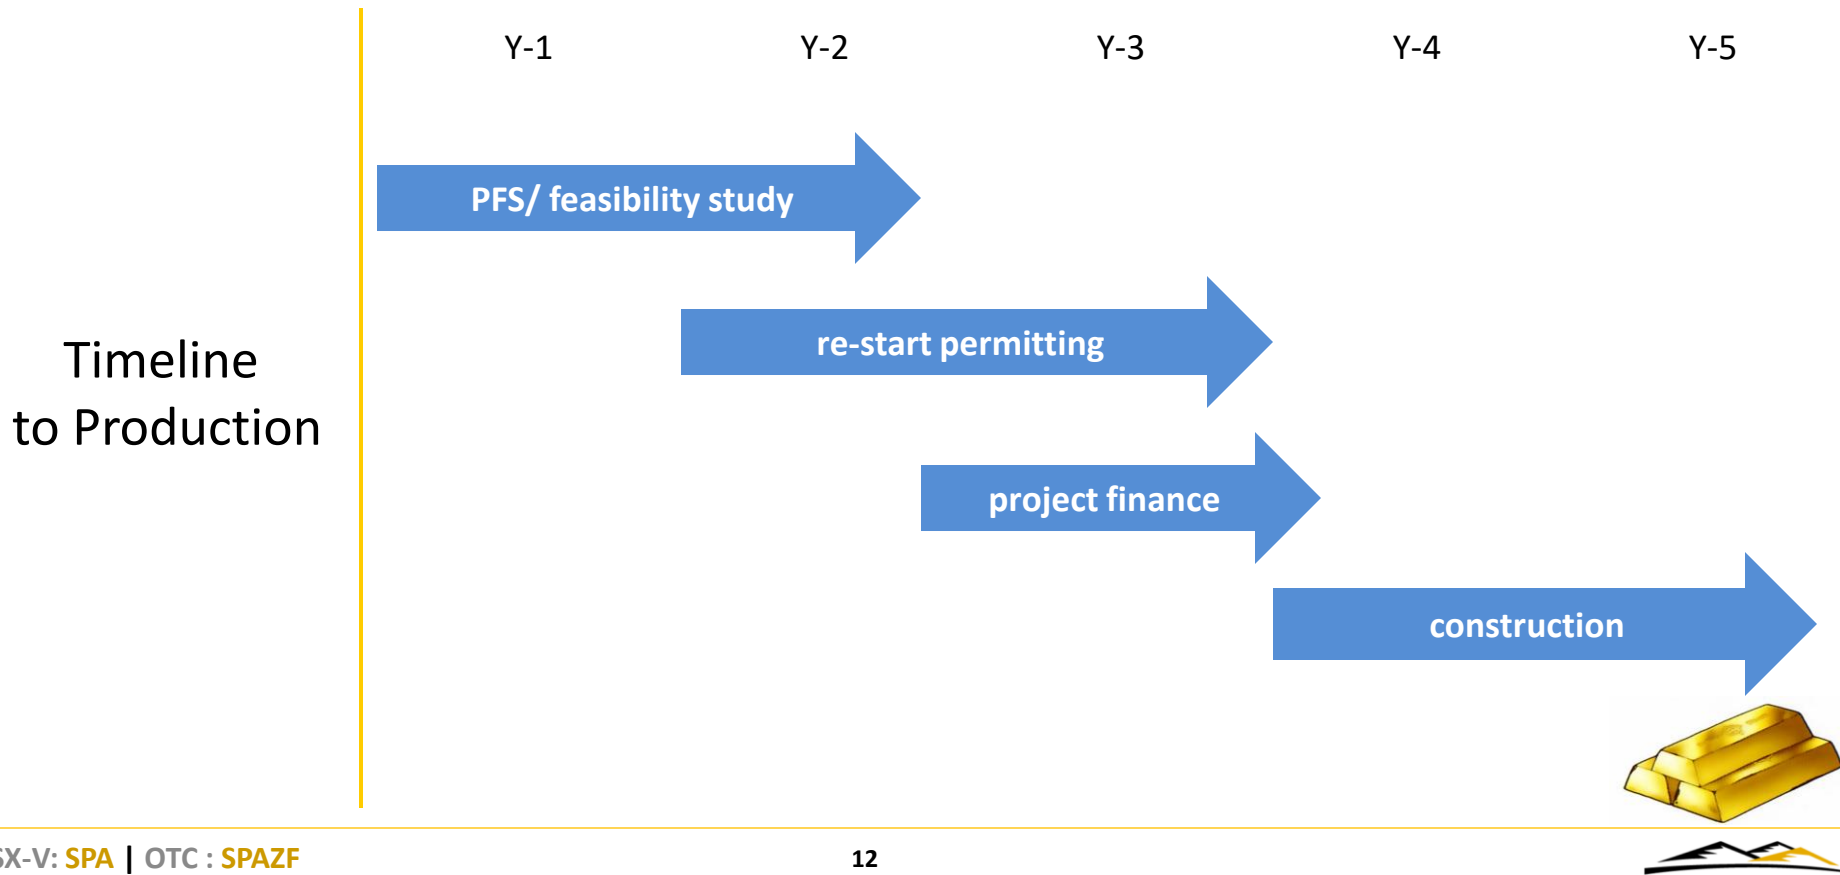 Y-1 Y-2 Y-3 Y-4 Y-5
PFS/ feasibility study
re-start permitting
Timeline
to Production
project finance
construction
SX-V: SPA | OTC : SPAZF
12